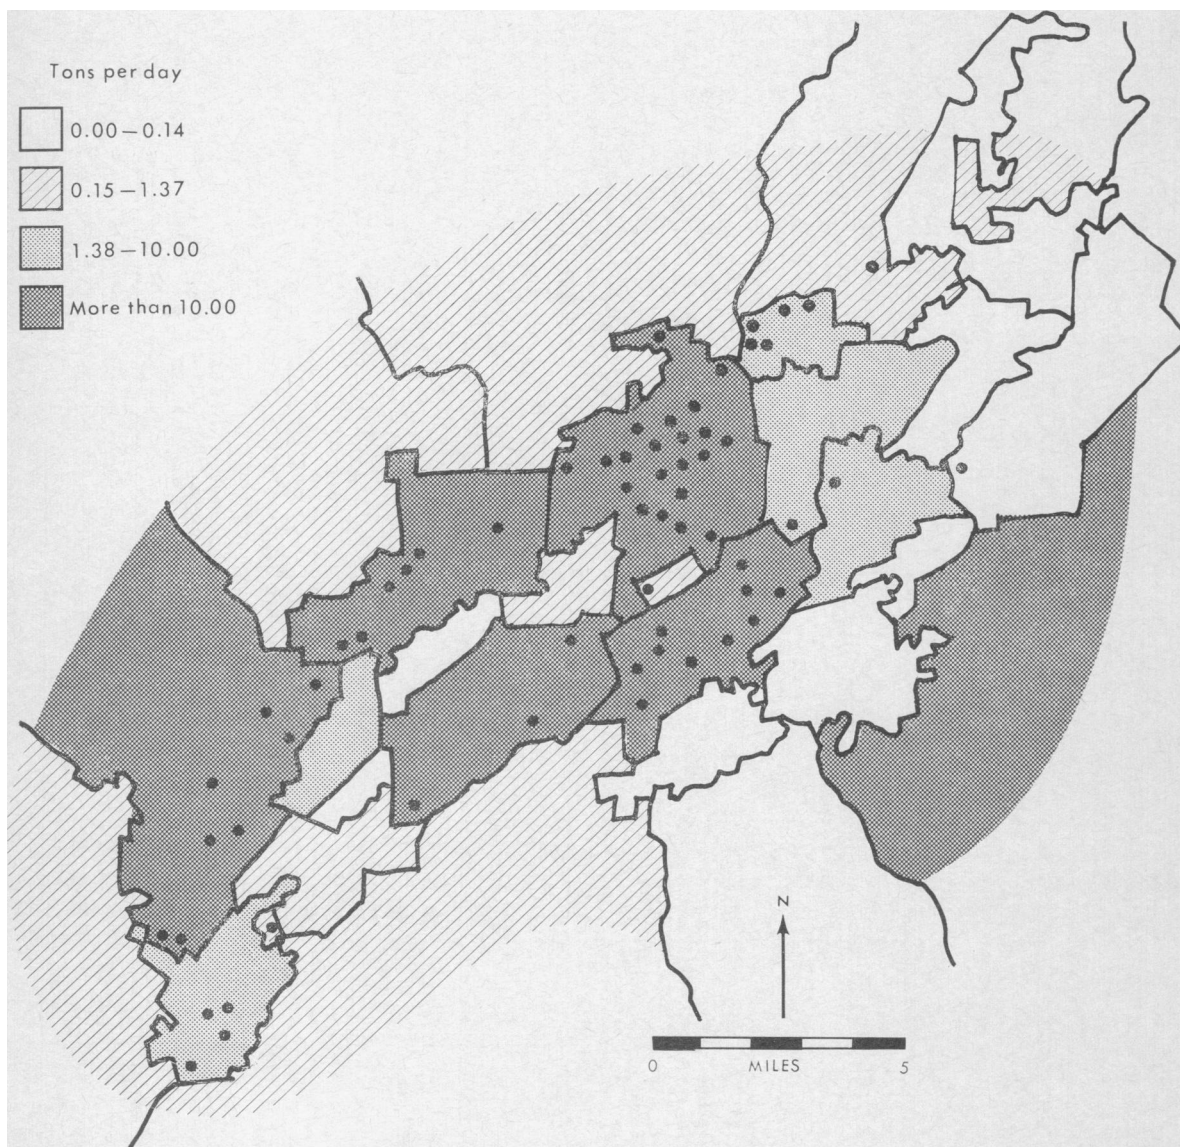 Tons per day
0.00—0.14
0.15—1.37
1.38—10.00
More than 10.00
N
0 MILES 5